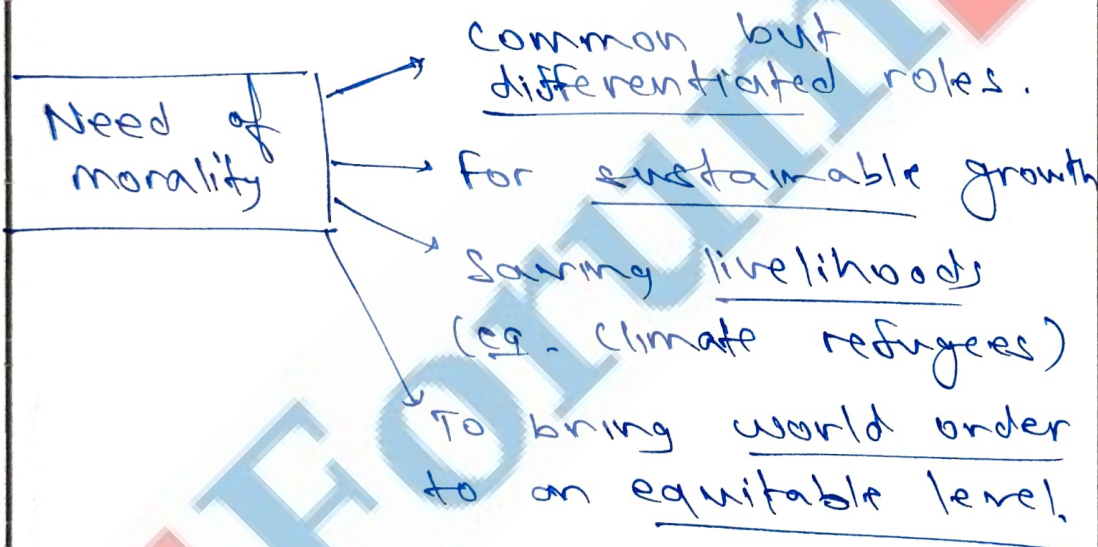 Need of
morality
common but
differentiated roles.
for sustainable growth
Saving livelihoods
(eg. climate refugees)
To bring world order
to an equitable level.
Forum